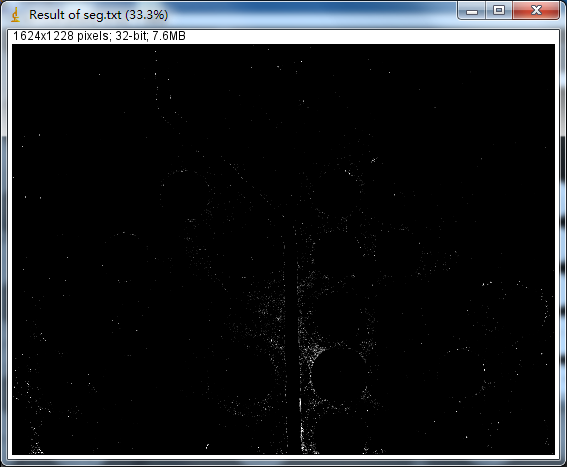 Result of seg.txt (33.3%)
1624x1228 pixels; 32-bit; 7.6MB